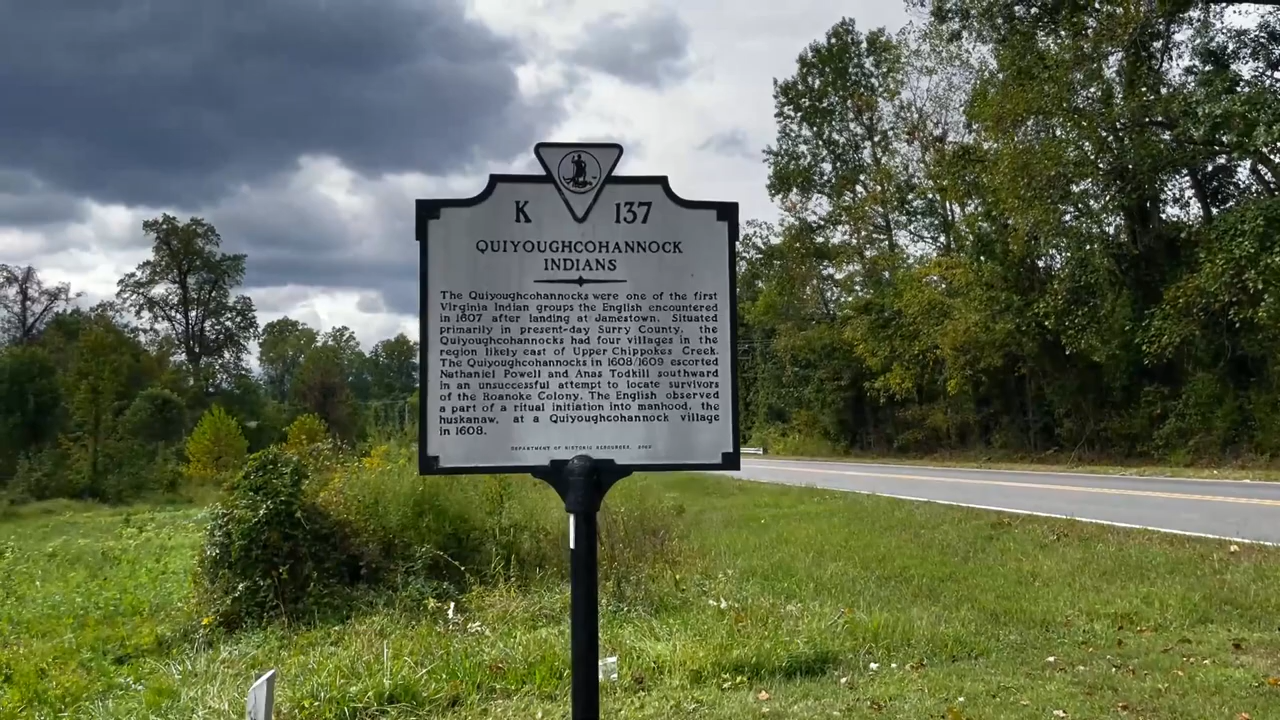 K 137
QUIYOUGHCOHANNOCK
INDIANS
The Quiyoughcohannocks were one of the first
Virginia Indian groups the English encountered
in 1607 after landing at Jamestown. Situated
primarily in present-day Surry County, the
Quiyoughcohannocks had four villages in the
region likely east of Upper Chippokes Creek.
The Quiyoughcohannocks in 1608/1609 escorted
Nathaniel Powell and Anas Todkill southward
in an unsuccessful attempt to locate survivors
of the Roanoke Colony. The English observed
a part of a ritual initiation into manhood, the
huskanaw, at a Quiyoughcohannock village
in 1608.
DEPARTMENT OF HISTORIC RESOURCES,